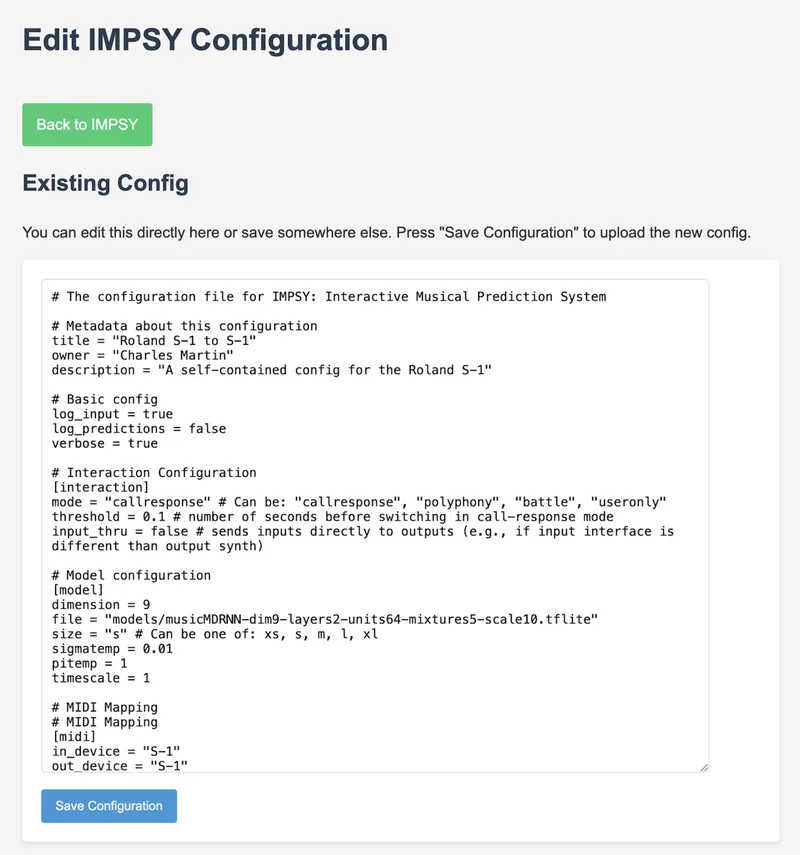 Edit IMPSY Configuration
Back to IMPSY
Existing Config
You can edit this directly here or save somewhere else. Press "Save Configuration" to upload the new config.
# The configuration file for IMPSY: Interactive Musical Prediction System
# Metadata about this configuration
title = "Roland S-1 to S-1"
owner = "Charles Martin"
description = "A self-contained config for the Roland S-1"
# Basic config
log_input = true
log_predictions = false
verbose = true
# Interaction Configuration
[interaction]
mode = "callresponse" # Can be: "callresponse", "polyphony", "battle", "useronly"
threshold = 0.1 # number of seconds before switching in call-response mode
input_thru = false # sends inputs directly to outputs (e.g., if input interface is
different than output synth)
# Model configuration
[model]
dimension = 9
file = "models/musicMDRNN-dim9-layers2-units64-mixtures5-scale10.tflite"
size = "s" # Can be one of: xs, s, m, l, xl
sigmatemp = 0.01
pitemp = 1
timescale = 1
# MIDI Mapping
# MIDI Mapping
[midi]
in_device = "S-1"
out_device = "S-1"
Save Configuration